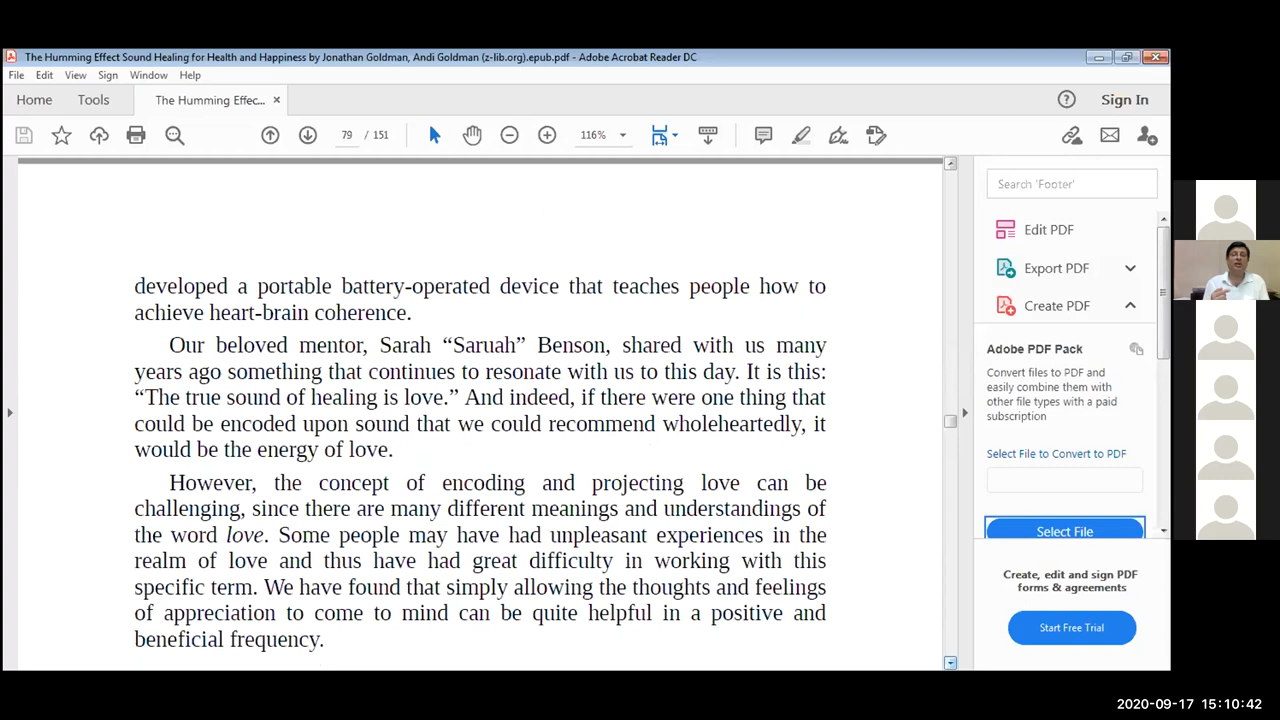 The Humming Effect Sound Healing for Health and Happiness by Jonathan Goldman, Andi Goldman (z-lib.org).epub.pdf - Adobe Acrobat Reader DC
File Edit View Sign Window Help
Home Tools The Humming Effec... Sign In
79 / 151 116%
developed a portable battery-operated device that teaches people how to
achieve heart-brain coherence.
Our beloved mentor, Sarah “Saruah” Benson, shared with us many
years ago something that continues to resonate with us to this day. It is this:
“The true sound of healing is love.” And indeed, if there were one thing that
could be encoded upon sound that we could recommend wholeheartedly, it
would be the energy of love.
However, the concept of encoding and projecting love can be
challenging, since there are many different meanings and understandings of
the word love. Some people may have had unpleasant experiences in the
realm of love and thus have had great difficulty in working with this
specific term. We have found that simply allowing the thoughts and feelings
of appreciation to come to mind can be quite helpful in a positive and
beneficial frequency.
Search 'Footer'
Edit PDF
Export PDF
Create PDF
Adobe PDF Pack
Convert files to PDF and
easily combine them with
other file types with a paid
subscription
Select File to Convert to PDF
Select File
Create, edit and sign PDF
forms & agreements
Start Free Trial
2020-09-17 15:10:42